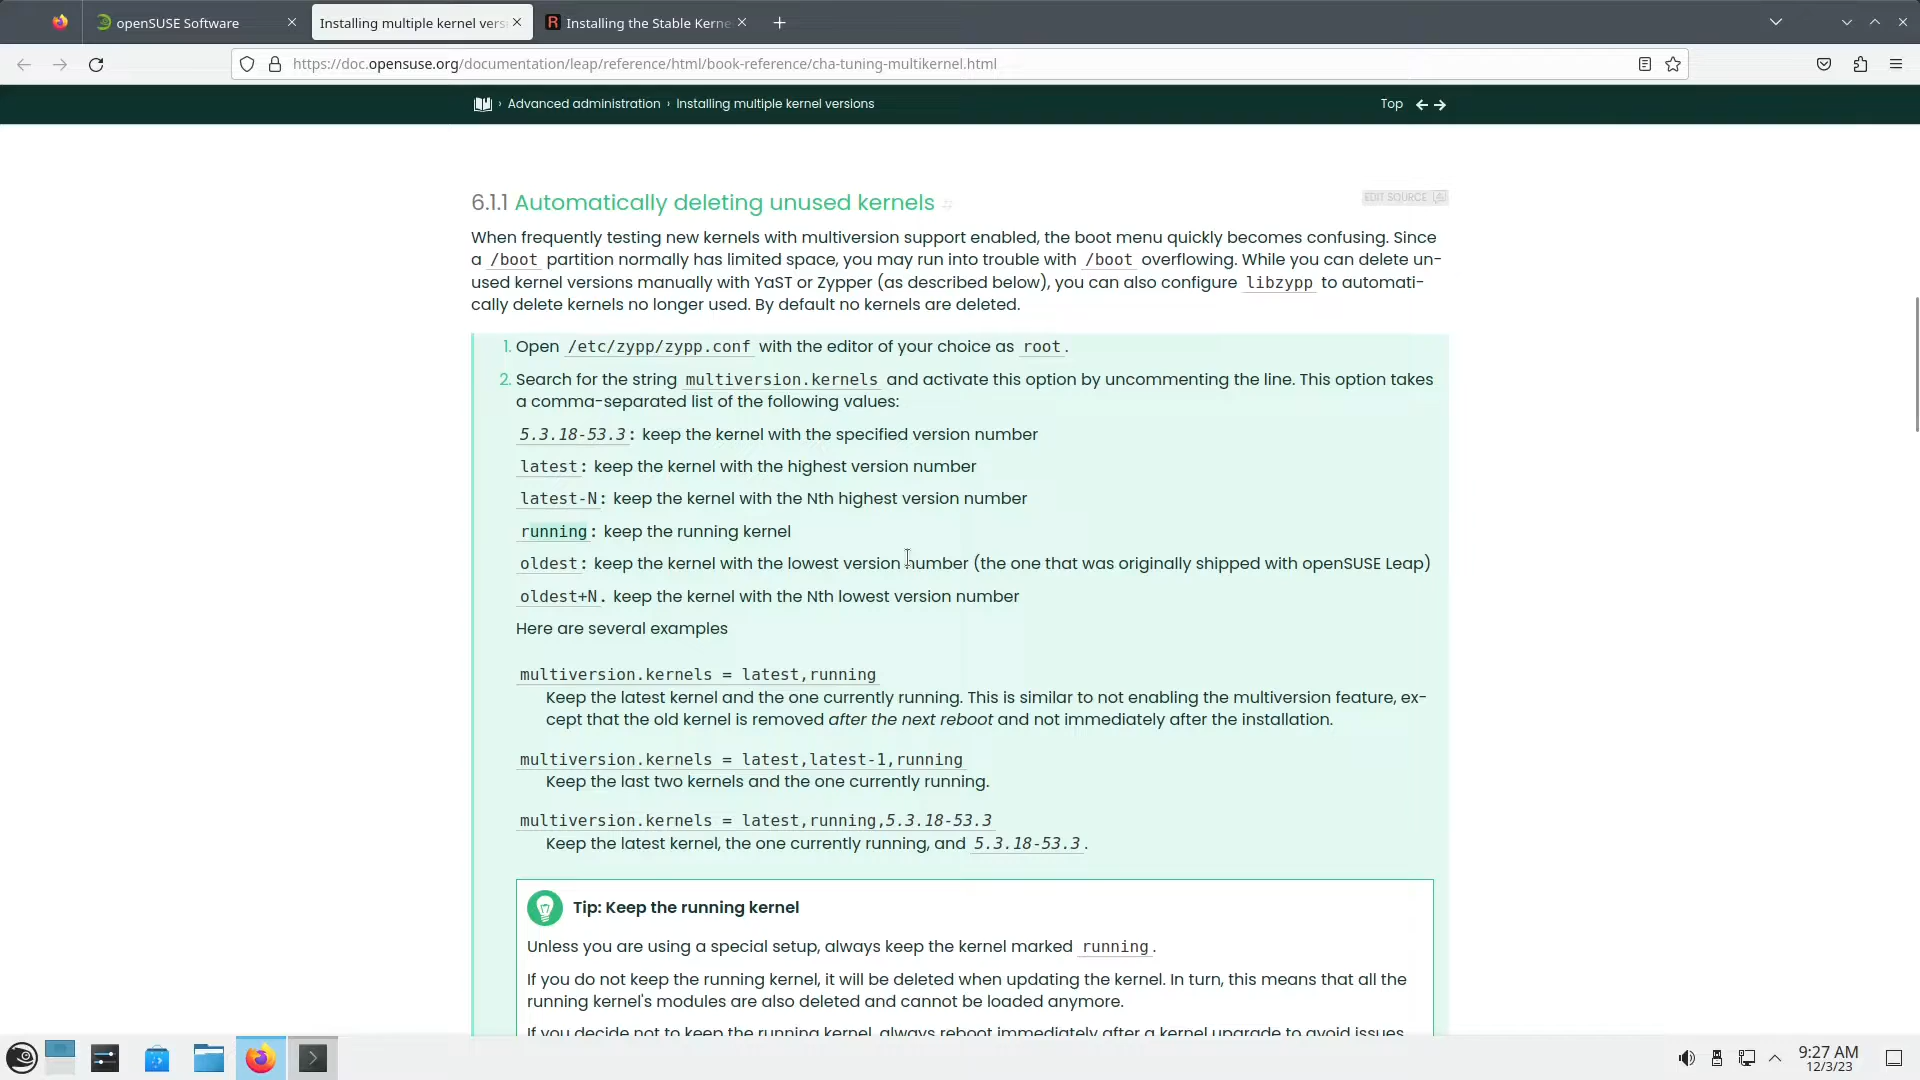 openSUSE Software
Installing multiple kernel vers
Installing the Stable Kerne
https://doc.opensuse.org/documentation/leap/reference/html/book-reference/cha-tuning-multikernel.html
› Advanced administration › Installing multiple kernel versions
Top
6.1.1 Automatically deleting unused kernels #
EDIT SOURCE
When frequently testing new kernels with multiversion support enabled, the boot menu quickly becomes confusing. Since
a /boot partition normally has limited space, you may run into trouble with /boot overflowing. While you can delete un-
used kernel versions manually with YaST or Zypper (as described below), you can also configure libzypp to automati-
cally delete kernels no longer used. By default no kernels are deleted.
1. Open /etc/zypp/zypp.conf with the editor of your choice as root.
2. Search for the string multiversion.kernels and activate this option by uncommenting the line. This option takes
a comma-separated list of the following values:
5.3.18-53.3: keep the kernel with the specified version number
latest: keep the kernel with the highest version number
latest-N: keep the kernel with the Nth highest version number
running: keep the running kernel
oldest: keep the kernel with the lowest version number (the one that was originally shipped with openSUSE Leap)
oldest+N. keep the kernel with the Nth lowest version number
Here are several examples
multiversion.kernels = latest,running
Keep the latest kernel and the one currently running. This is similar to not enabling the multiversion feature, ex-
cept that the old kernel is removed after the next reboot and not immediately after the installation.
multiversion.kernels = latest,latest-1,running
Keep the last two kernels and the one currently running.
multiversion.kernels = latest,running,5.3.18-53.3
Keep the latest kernel, the one currently running, and 5.3.18-53.3.
Tip: Keep the running kernel
Unless you are using a special setup, always keep the kernel marked running.
If you do not keep the running kernel, it will be deleted when updating the kernel. In turn, this means that all the
running kernel's modules are also deleted and cannot be loaded anymore.
If you decide not to keep the running kernel, always reboot immediately after a kernel upgrade to avoid issues
9:27 AM
12/3/23